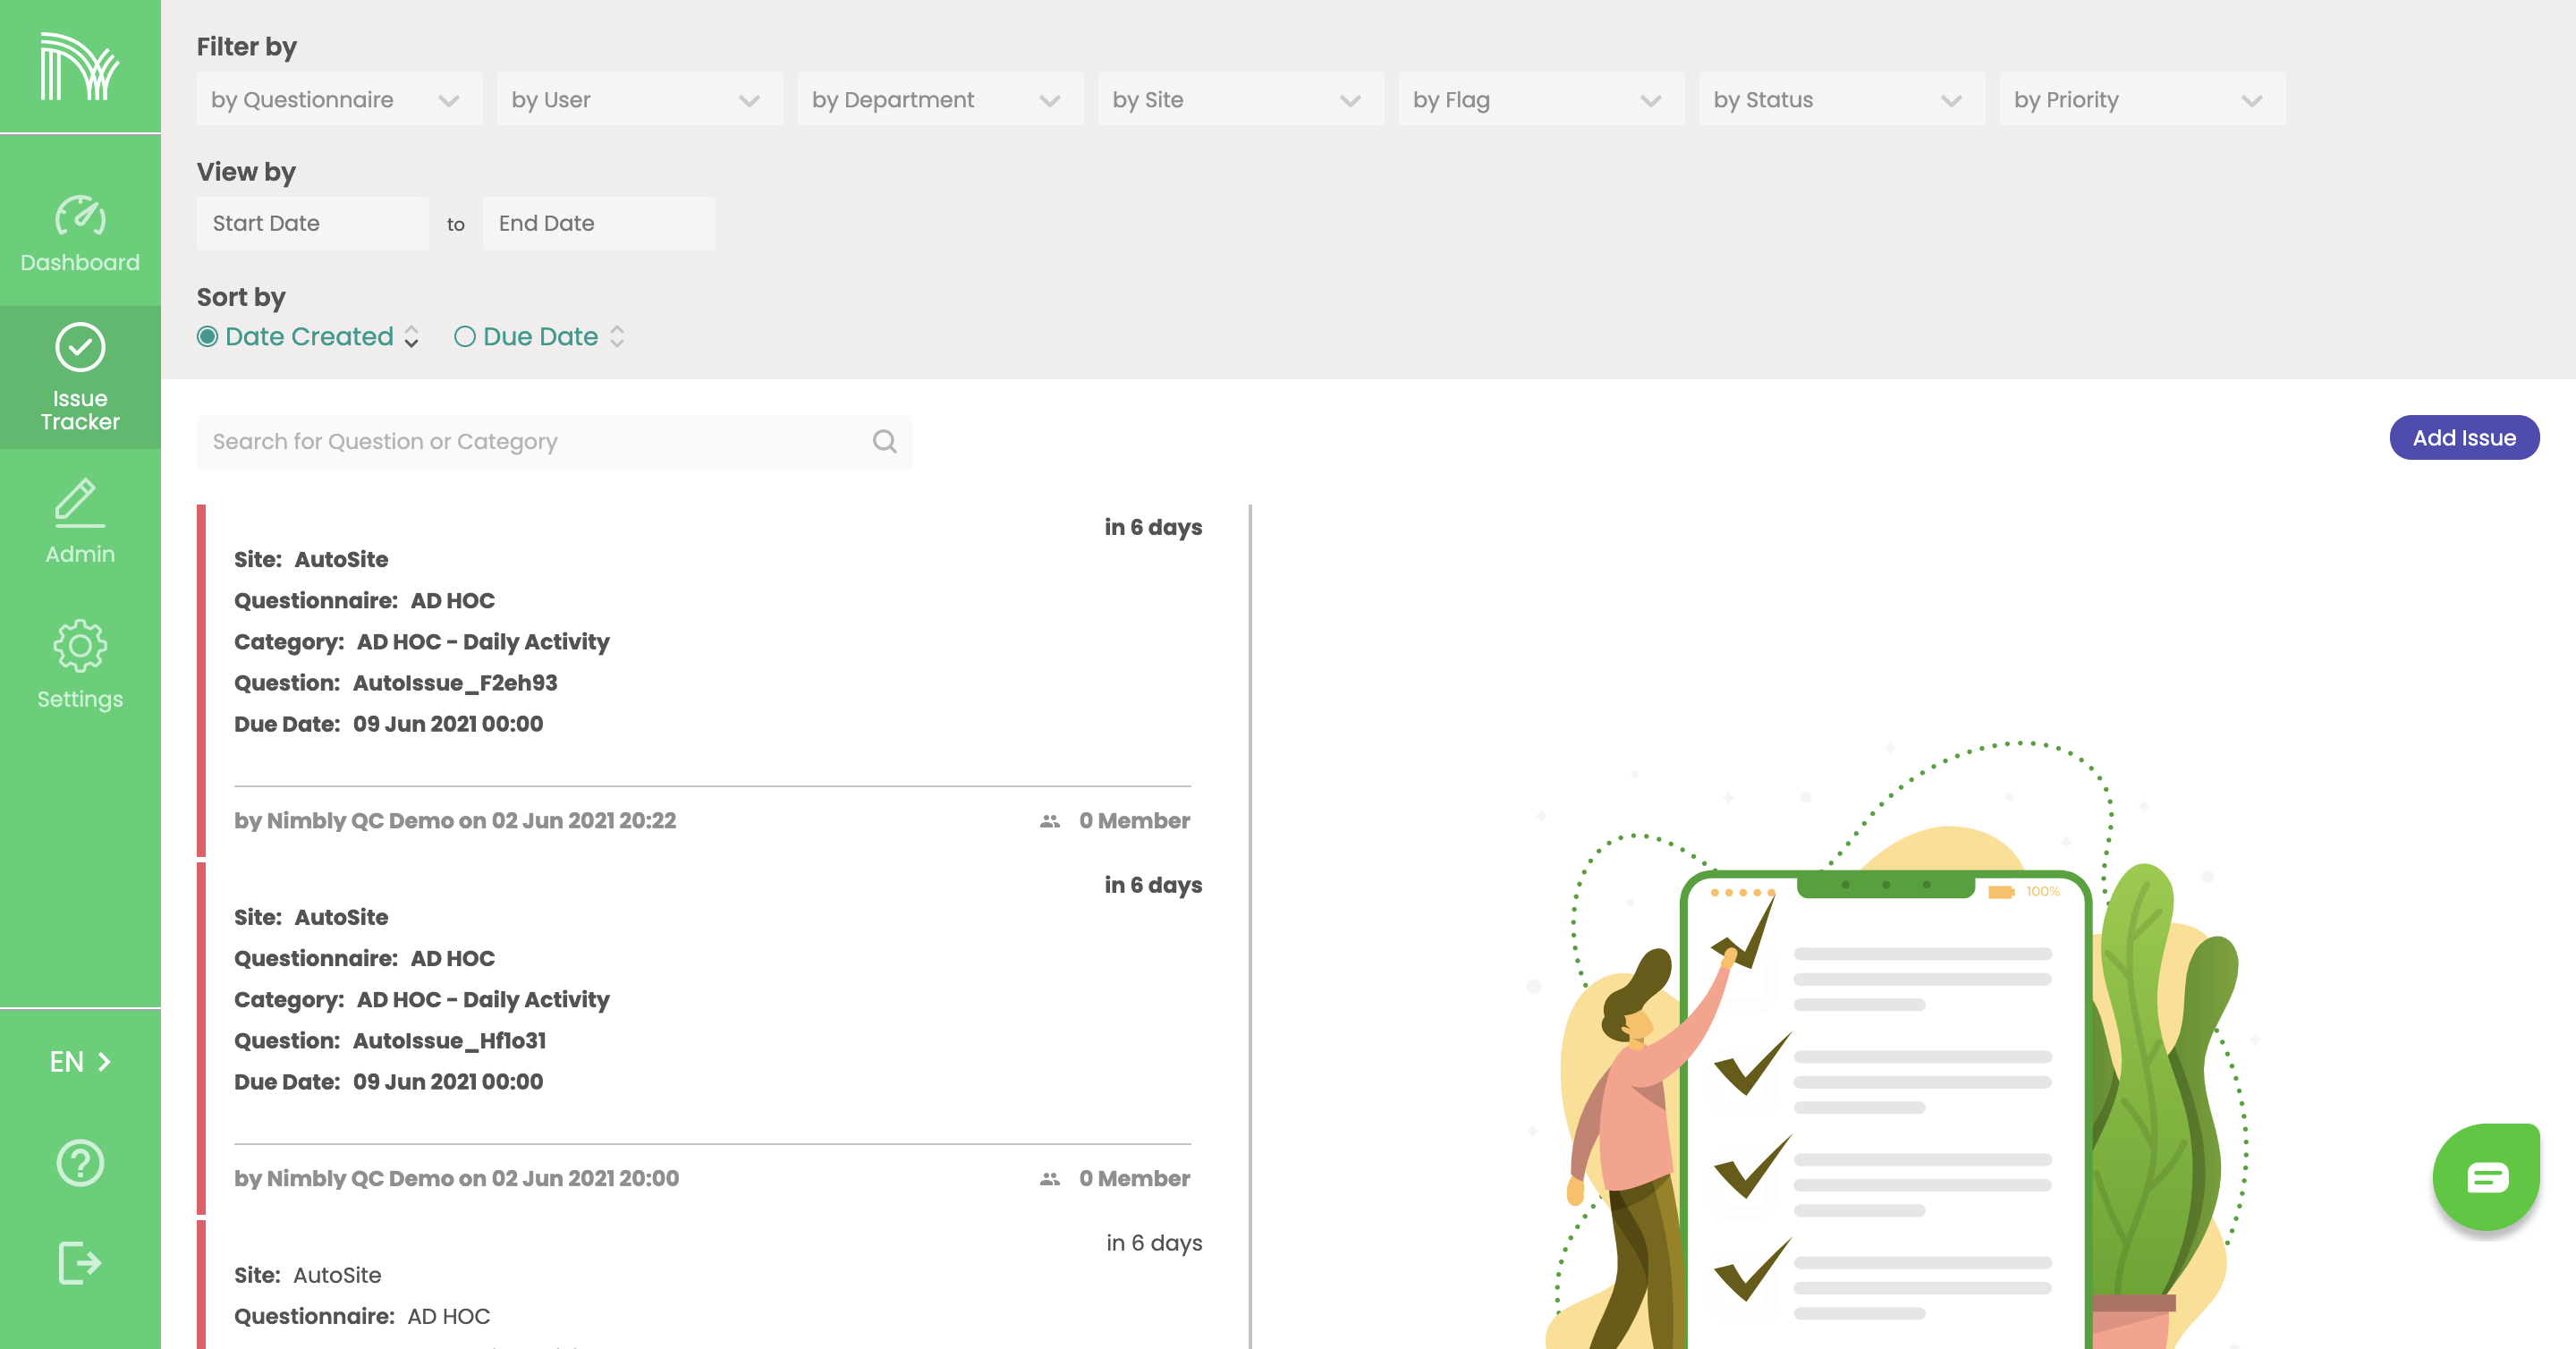 Filter by
by Questionnaire
by User
by Department
by Site
by Flag
by Status
by Priority
View by
Start Date
to
End Date
Sort by
Date Created
Due Date
Dashboard
Issue
Tracker
Admin
Settings
EN
Search for Question or Category
Add Issue
in 6 days
Site: AutoSite
Questionnaire: AD HOC
Category: AD HOC - Daily Activity
Question: AutoIssue_F2eh93
Due Date: 09 Jun 2021 00:00
by Nimbly QC Demo on 02 Jun 2021 20:22
0 Member
in 6 days
Site: AutoSite
Questionnaire: AD HOC
Category: AD HOC - Daily Activity
Question: AutoIssue_Hf1o31
Due Date: 09 Jun 2021 00:00
by Nimbly QC Demo on 02 Jun 2021 20:00
0 Member
in 6 days
Site: AutoSite
Questionnaire: AD HOC
100%